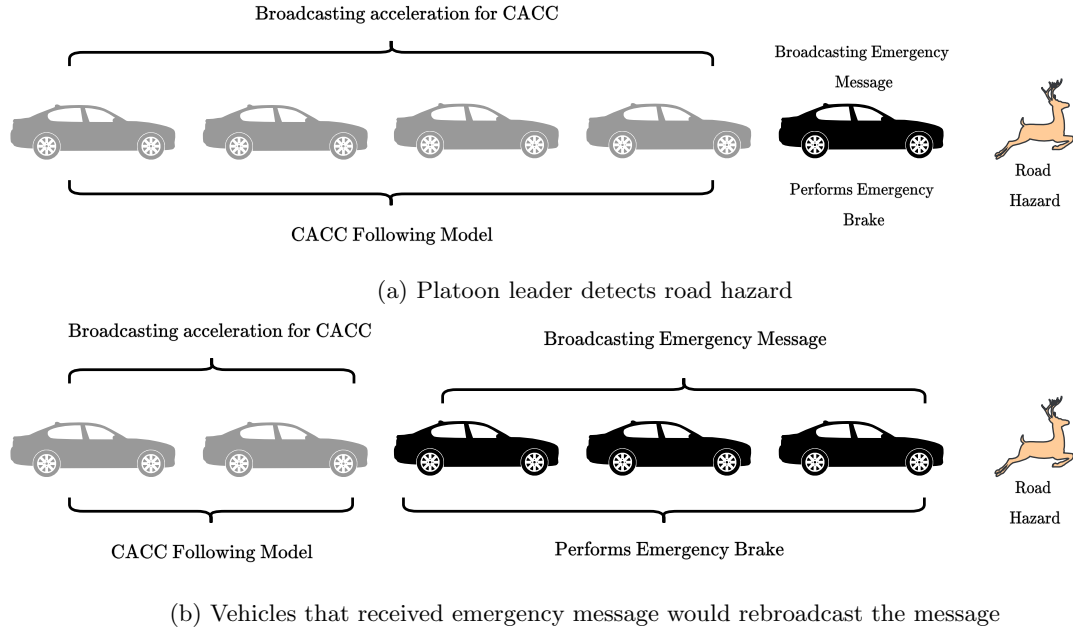 Broadcasting acceleration for CACC
Broadcasting Emergency
Message
Performs Emergency
Brake
Road
Hazard
CACC Following Model
(a) Platoon leader detects road hazard
Broadcasting acceleration for CACC
Broadcasting Emergency Message
Road
Hazard
CACC Following Model
Performs Emergency Brake
(b) Vehicles that received emergency message would rebroadcast the message